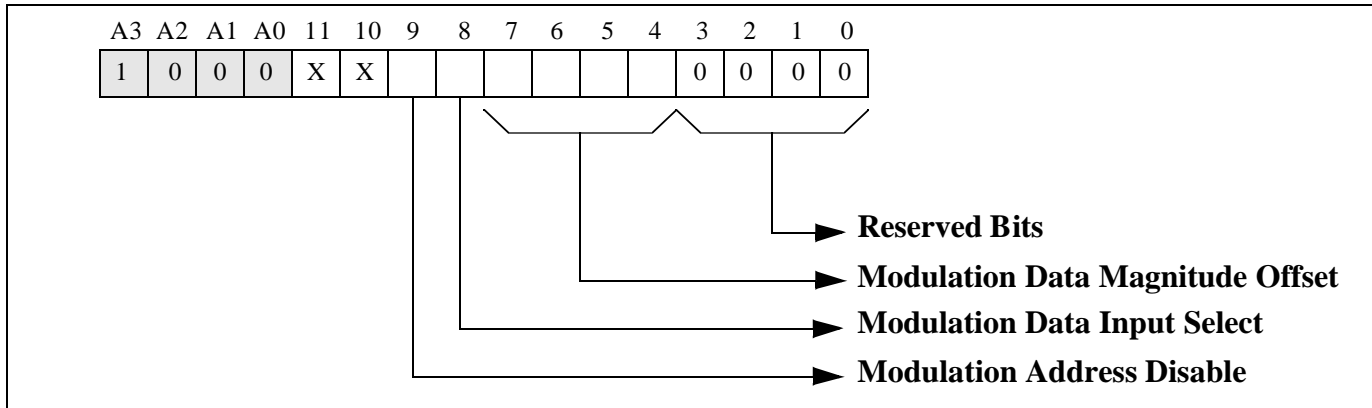 A3 A2 A1 A0 11 10 9 8 7 6 5 4 3 2 1 0
1 0 0 0 X X 0 0 0 0
Reserved Bits
Modulation Data Magnitude Offset
Modulation Data Input Select
Modulation Address Disable